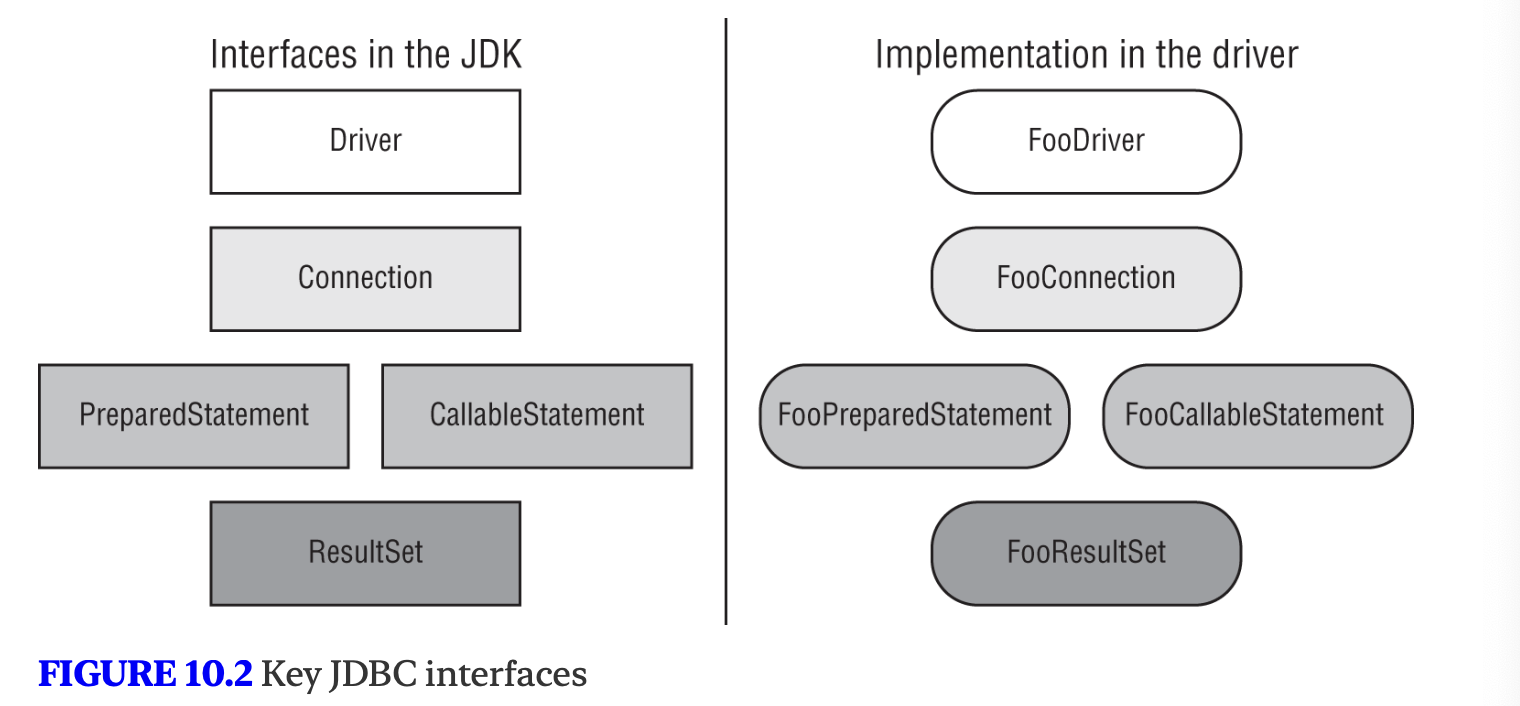 Interfaces in the JDK
Driver
Connection
PreparedStatement
CallableStatement
ResultSet
Implementation in the driver
FooDriver
FooConnection
FooPreparedStatement
FooCallableStatement
FooResultSet
FIGURE 10.2 Key JDBC interfaces